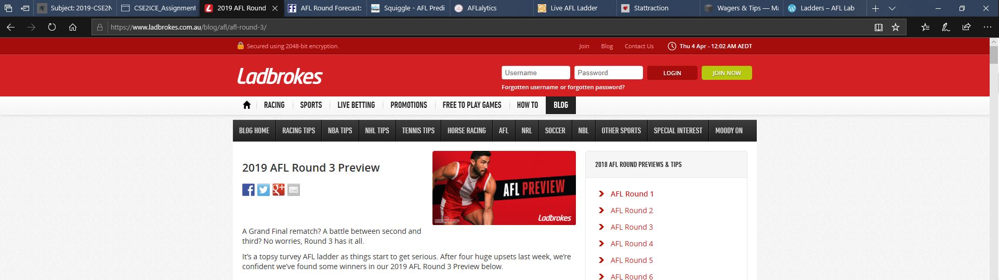 Subject: 2019-CSE2N
CSE2ICE_Assignment
2019 AFL Round
AFL Round Forecast:
Squiggle - AFL Predi
AFLalytics
Live AFL Ladder
Stattraction
Wagers & Tips — Ma
Ladders – AFL Lab
https://www.ladbrokes.com.au/blog/afl/afl-round-3/
Secured using 2048-bit encryption.
Join Blog Contact Us Thu 4 Apr - 12:02 AM AEDT
Ladbrokes
Username Password LOGIN JOIN NOW
Forgotten username or forgotten password?
RACING SPORTS LIVE BETTING PROMOTIONS FREE TO PLAY GAMES HOW TO BLOG
BLOG HOME RACING TIPS NBA TIPS NHL TIPS TENNIS TIPS HORSE RACING AFL NRL SOCCER NBL OTHER SPORTS SPECIAL INTEREST MOODY ON
2019 AFL Round 3 Preview
AFL PREVIEW
Ladbrokes
A Grand Final rematch? A battle between second and
third? No worries, Round 3 has it all.
It's a topsy turvey AFL ladder as things start to get serious. After four huge upsets last week, we're
confident we've found some winners in our 2019 AFL Round 3 Preview below.
2018 AFL ROUND PREVIEWS & TIPS
AFL Round 1
AFL Round 2
AFL Round 3
AFL Round 4
AFL Round 5
AFL Round 6